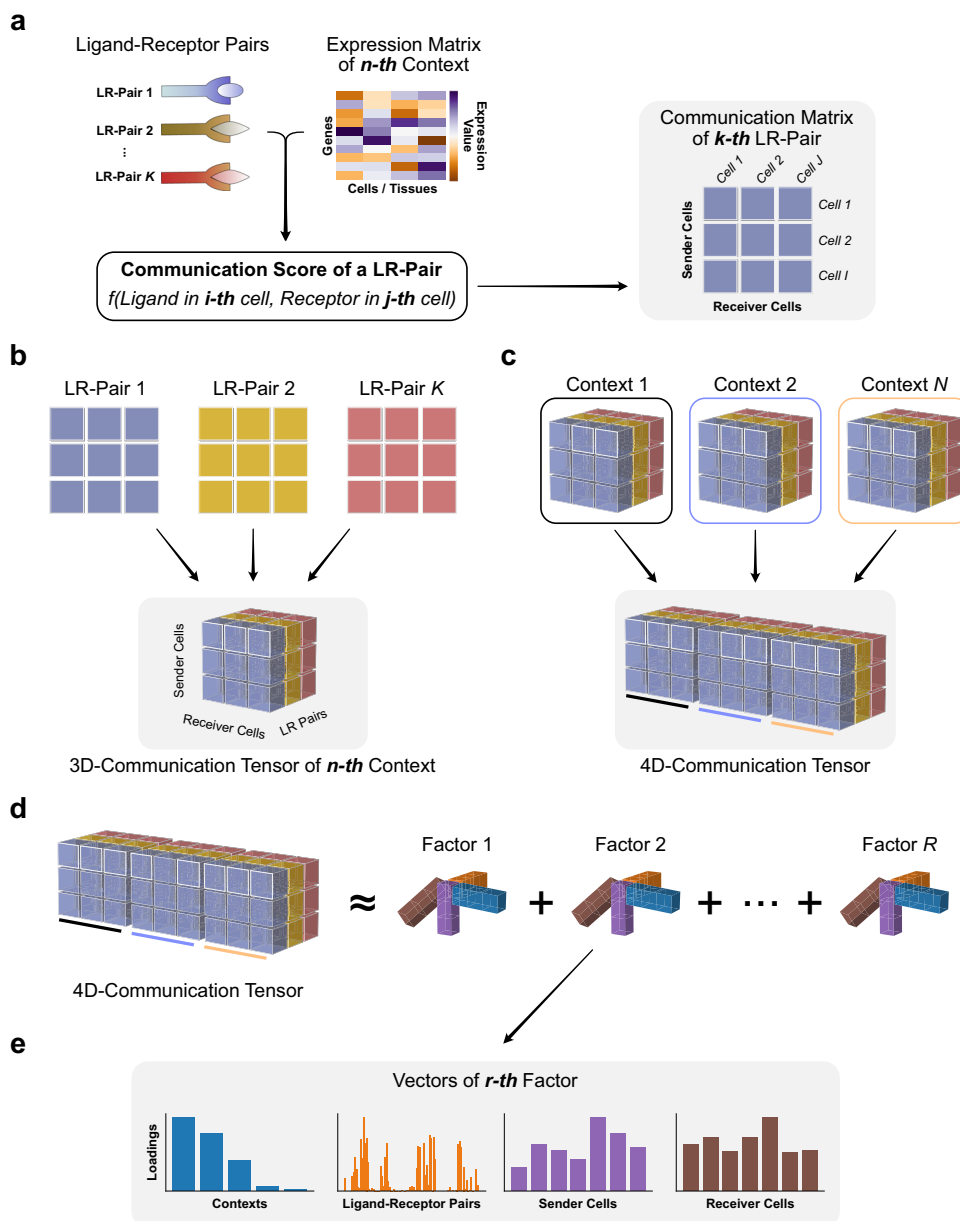 a
Ligand-Receptor Pairs
LR-Pair 1
LR-Pair 2
...
LR-Pair K
Expression Matrix
of n-th Context
Genes
Cells / Tissues
Expression
Value
Communication Score of a LR-Pair
f(Ligand in i-th cell, Receptor in j-th cell)
Communication Matrix
of k-th LR-Pair
Cell 1
Cell 2
Cell J
Sender Cells
Cell 1
Cell 2
Cell I
Receiver Cells
b
LR-Pair 1
LR-Pair 2
LR-Pair K
Sender Cells
Receiver Cells
LR Pairs
3D-Communication Tensor of n-th Context
c
Context 1
Context 2
Context N
4D-Communication Tensor
d
4D-Communication Tensor
≈
Factor 1
+
Factor 2
+ ... +
Factor R
e
Vectors of r-th Factor
Loadings
Contexts
Ligand-Receptor Pairs
Sender Cells
Receiver Cells